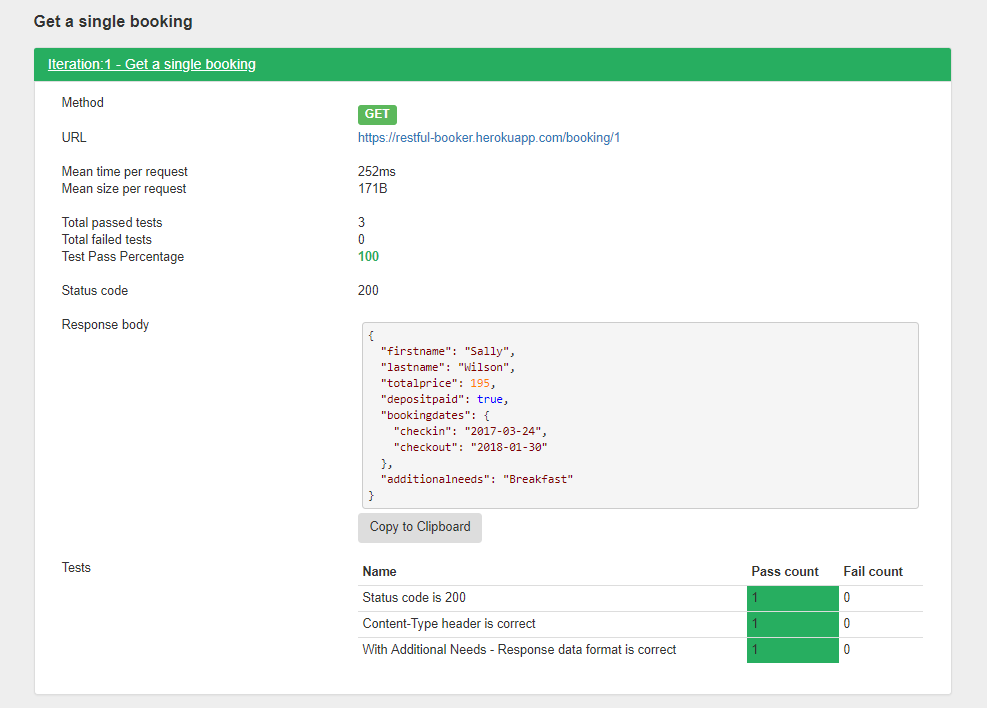 Get a single booking
Iteration:1 - Get a single booking
Method
GET
URL https://restful-booker.herokuapp.com/booking/1
Mean time per request 252ms
Mean size per request 171B
Total passed tests 3
Total failed tests 0
Test Pass Percentage 100
Status code 200
Response body
{
  "firstname": "Sally",
  "lastname": "Wilson",
  "totalprice": 195,
  "depositpaid": true,
  "bookingdates": {
    "checkin": "2017-03-24",
    "checkout": "2018-01-30"
  },
  "additionalneeds": "Breakfast"
}
Copy to Clipboard
Tests
Name Pass count Fail count
Status code is 200 1 0
Content-Type header is correct 1 0
With Additional Needs - Response data format is correct 1 0